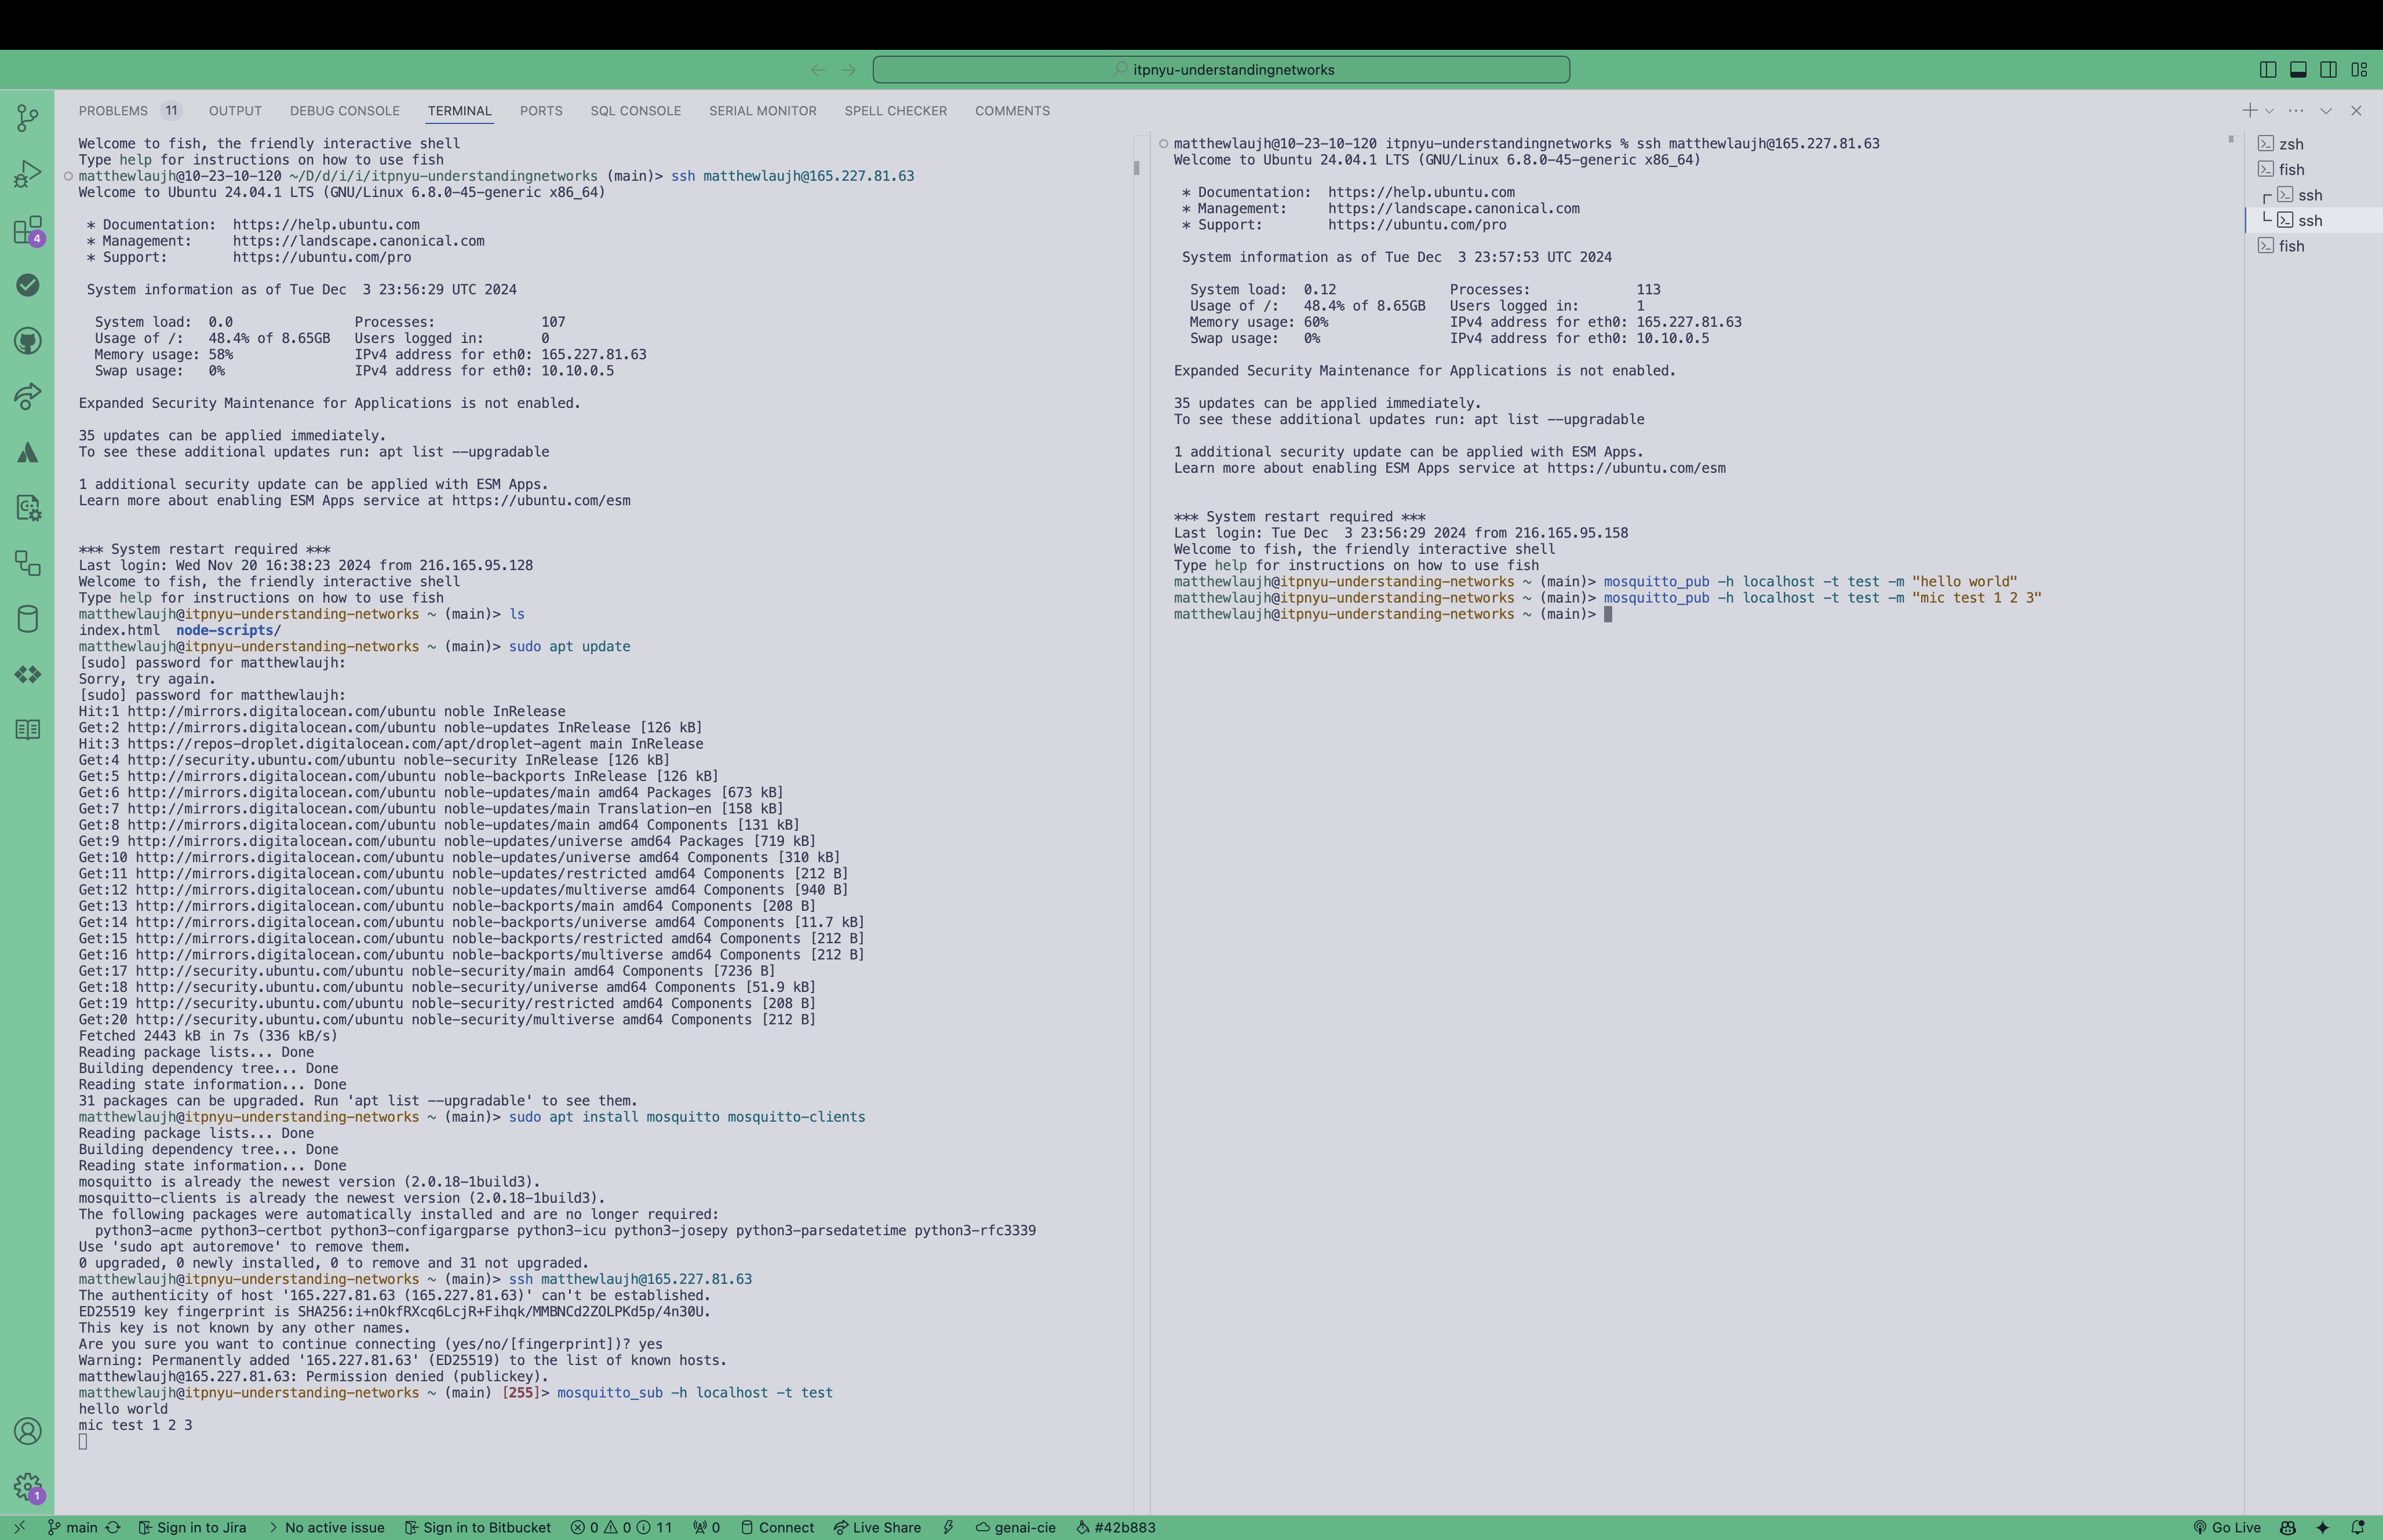 itpnyu-understandingnetworks
PROBLEMS 11 OUTPUT DEBUG CONSOLE TERMINAL PORTS SQL CONSOLE SERIAL MONITOR SPELL CHECKER COMMENTS
Welcome to fish, the friendly interactive shell
Type help for instructions on how to use fish
matthewlaujh@10-23-10-120 ~/D/d/i/i/itpnyu-understandingnetworks (main)> ssh matthewlaujh@165.227.81.63
Welcome to Ubuntu 24.04.1 LTS (GNU/Linux 6.8.0-45-generic x86_64)
* Documentation: https://help.ubuntu.com
* Management: https://landscape.canonical.com
* Support: https://ubuntu.com/pro
System information as of Tue Dec 3 23:56:29 UTC 2024
System load: 0.0 Processes: 107
Usage of /: 48.4% of 8.65GB Users logged in: 0
Memory usage: 58% IPv4 address for eth0: 165.227.81.63
Swap usage: 0% IPv4 address for eth0: 10.10.0.5
Expanded Security Maintenance for Applications is not enabled.
35 updates can be applied immediately.
To see these additional updates run: apt list --upgradable
1 additional security update can be applied with ESM Apps.
Learn more about enabling ESM Apps service at https://ubuntu.com/esm
*** System restart required ***
Last login: Wed Nov 20 16:38:23 2024 from 216.165.95.128
Welcome to fish, the friendly interactive shell
Type help for instructions on how to use fish
matthewlaujh@itpnyu-understanding-networks ~ (main)> ls
index.html node-scripts/
matthewlaujh@itpnyu-understanding-networks ~ (main)> sudo apt update
[sudo] password for matthewlaujh:
Sorry, try again.
[sudo] password for matthewlaujh:
Hit:1 http://mirrors.digitalocean.com/ubuntu noble InRelease
Get:2 http://mirrors.digitalocean.com/ubuntu noble-updates InRelease [126 kB]
Hit:3 https://repos-droplet.digitalocean.com/apt/droplet-agent main InRelease
Get:4 http://security.ubuntu.com/ubuntu noble-security InRelease [126 kB]
Get:5 http://mirrors.digitalocean.com/ubuntu noble-backports InRelease [126 kB]
Get:6 http://mirrors.digitalocean.com/ubuntu noble-updates/main amd64 Packages [673 kB]
Get:7 http://mirrors.digitalocean.com/ubuntu noble-updates/main Translation-en [158 kB]
Get:8 http://mirrors.digitalocean.com/ubuntu noble-updates/main amd64 Components [131 kB]
Get:9 http://mirrors.digitalocean.com/ubuntu noble-updates/universe amd64 Packages [719 kB]
Get:10 http://mirrors.digitalocean.com/ubuntu noble-updates/universe amd64 Components [310 kB]
Get:11 http://mirrors.digitalocean.com/ubuntu noble-updates/restricted amd64 Components [212 B]
Get:12 http://mirrors.digitalocean.com/ubuntu noble-updates/multiverse amd64 Components [940 B]
Get:13 http://mirrors.digitalocean.com/ubuntu noble-backports/main amd64 Components [208 B]
Get:14 http://mirrors.digitalocean.com/ubuntu noble-backports/universe amd64 Components [11.7 kB]
Get:15 http://mirrors.digitalocean.com/ubuntu noble-backports/restricted amd64 Components [212 B]
Get:16 http://mirrors.digitalocean.com/ubuntu noble-backports/multiverse amd64 Components [212 B]
Get:17 http://security.ubuntu.com/ubuntu noble-security/main amd64 Components [7236 B]
Get:18 http://security.ubuntu.com/ubuntu noble-security/universe amd64 Components [51.9 kB]
Get:19 http://security.ubuntu.com/ubuntu noble-security/restricted amd64 Components [208 B]
Get:20 http://security.ubuntu.com/ubuntu noble-security/multiverse amd64 Components [212 B]
Fetched 2443 kB in 7s (336 kB/s)
Reading package lists... Done
Building dependency tree... Done
Reading state information... Done
31 packages can be upgraded. Run 'apt list --upgradable' to see them.
matthewlaujh@itpnyu-understanding-networks ~ (main)> sudo apt install mosquitto mosquitto-clients
Reading package lists... Done
Building dependency tree... Done
Reading state information... Done
mosquitto is already the newest version (2.0.18-1build3).
mosquitto-clients is already the newest version (2.0.18-1build3).
The following packages were automatically installed and are no longer required:
python3-acme python3-certbot python3-configargparse python3-icu python3-josepy python3-parsedatetime python3-rfc3339
Use 'sudo apt autoremove' to remove them.
0 upgraded, 0 newly installed, 0 to remove and 31 not upgraded.
matthewlaujh@itpnyu-understanding-networks ~ (main)> ssh matthewlaujh@165.227.81.63
The authenticity of host '165.227.81.63 (165.227.81.63)' can't be established.
ED25519 key fingerprint is SHA256:i+nOkfRXcq6LcjR+Fihqk/MMBNCd2ZOLPKd5p/4n30U.
This key is not known by any other names.
Are you sure you want to continue connecting (yes/no/[fingerprint])? yes
Warning: Permanently added '165.227.81.63' (ED25519) to the list of known hosts.
matthewlaujh@165.227.81.63: Permission denied (publickey).
matthewlaujh@itpnyu-understanding-networks ~ (main) [255]> mosquitto_sub -h localhost -t test
hello world
mic test 1 2 3
matthewlaujh@10-23-10-120 itpnyu-understandingnetworks % ssh matthewlaujh@165.227.81.63
Welcome to Ubuntu 24.04.1 LTS (GNU/Linux 6.8.0-45-generic x86_64)
* Documentation: https://help.ubuntu.com
* Management: https://landscape.canonical.com
* Support: https://ubuntu.com/pro
System information as of Tue Dec 3 23:57:53 UTC 2024
System load: 0.12 Processes: 113
Usage of /: 48.4% of 8.65GB Users logged in: 1
Memory usage: 60% IPv4 address for eth0: 165.227.81.63
Swap usage: 0% IPv4 address for eth0: 10.10.0.5
Expanded Security Maintenance for Applications is not enabled.
35 updates can be applied immediately.
To see these additional updates run: apt list --upgradable
1 additional security update can be applied with ESM Apps.
Learn more about enabling ESM Apps service at https://ubuntu.com/esm
*** System restart required ***
Last login: Tue Dec 3 23:56:29 2024 from 216.165.95.158
Welcome to fish, the friendly interactive shell
Type help for instructions on how to use fish
matthewlaujh@itpnyu-understanding-networks ~ (main)> mosquitto_pub -h localhost -t test -m "hello world"
matthewlaujh@itpnyu-understanding-networks ~ (main)> mosquitto_pub -h localhost -t test -m "mic test 1 2 3"
matthewlaujh@itpnyu-understanding-networks ~ (main)>
zsh
fish
ssh
ssh
fish
4
1
main Sign in to Jira No active issue Sign in to Bitbucket 0 0 11 0 Connect Live Share genai-cie #42b883 Go Live